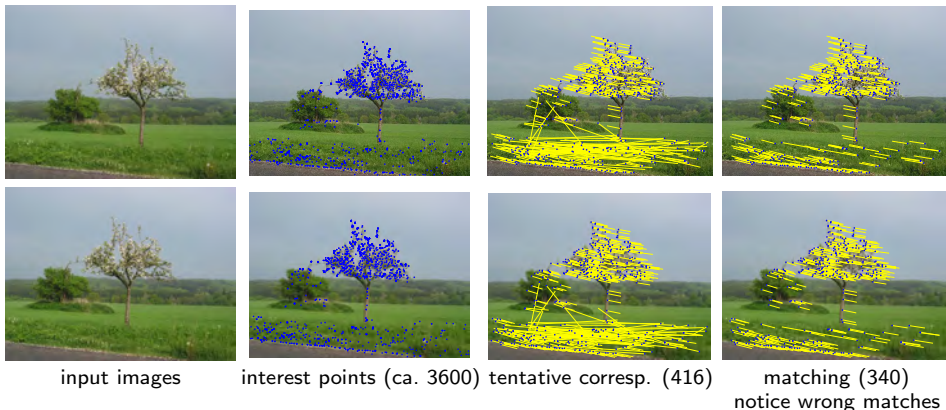 input images
interest points (ca. 3600)
tentative corresp. (416)
matching (340)
notice wrong matches